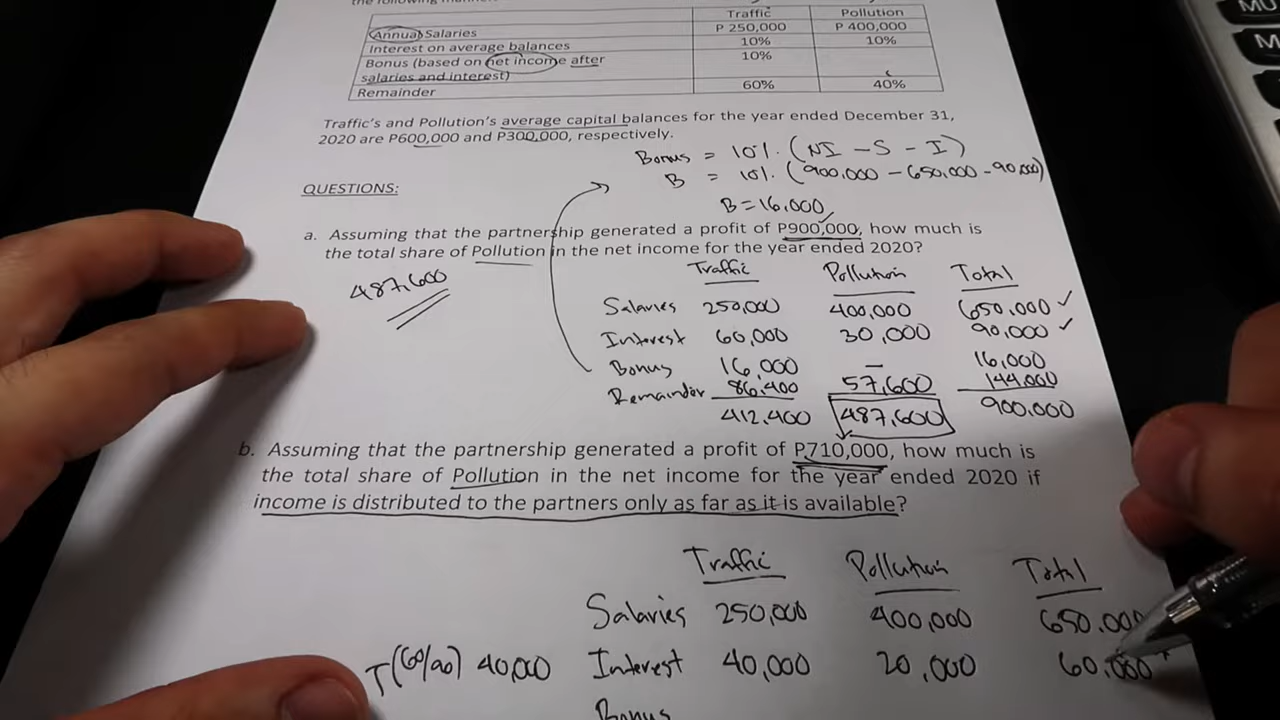 the following
Traffic Pollution
Annual Salaries P 250,000 P 400,000
Interest on average balances 10% 10%
Bonus (based on net income after salaries and interest) 10%
Remainder 60% 40%
Traffic's and Pollution's average capital balances for the year ended December 31,
2020 are P600,000 and P300,000, respectively.
Bonus = 10% (NI - S - I)
B = 10% (900,000 - 650,000 - 90,000)
B = 16,000
QUESTIONS:
a. Assuming that the partnership generated a profit of P900,000, how much is
the total share of Pollution in the net income for the year ended 2020?
487,600
Traffic Pollution Total
Salaries 250,000 400,000 650,000
Interest 60,000 30,000 90,000
Bonus 16,000 - 16,000
Remainder 86,400 57,600 144,000
412,400 487,600 900,000
b. Assuming that the partnership generated a profit of P710,000, how much is
the total share of Pollution in the net income for the year ended 2020 if
income is distributed to the partners only as far as it is available?
Traffic Pollution Total
Salaries 250,000 400,000 650,000
T (60/90) 40,000 Interest 40,000 20,000 60,000
Bonus